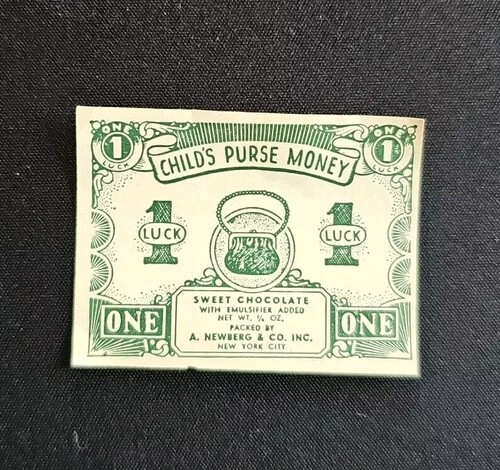 ONE 1 LUCK
ONE 1 LUCK
CHILD'S PURSE MONEY
1 LUCK
1 LUCK
SWEET CHOCOLATE
WITH EMULSIFIER ADDED
NET WT. ¼ OZ.
PACKED BY
A. NEWBERG & CO. INC.
NEW YORK CITY
ONE
ONE